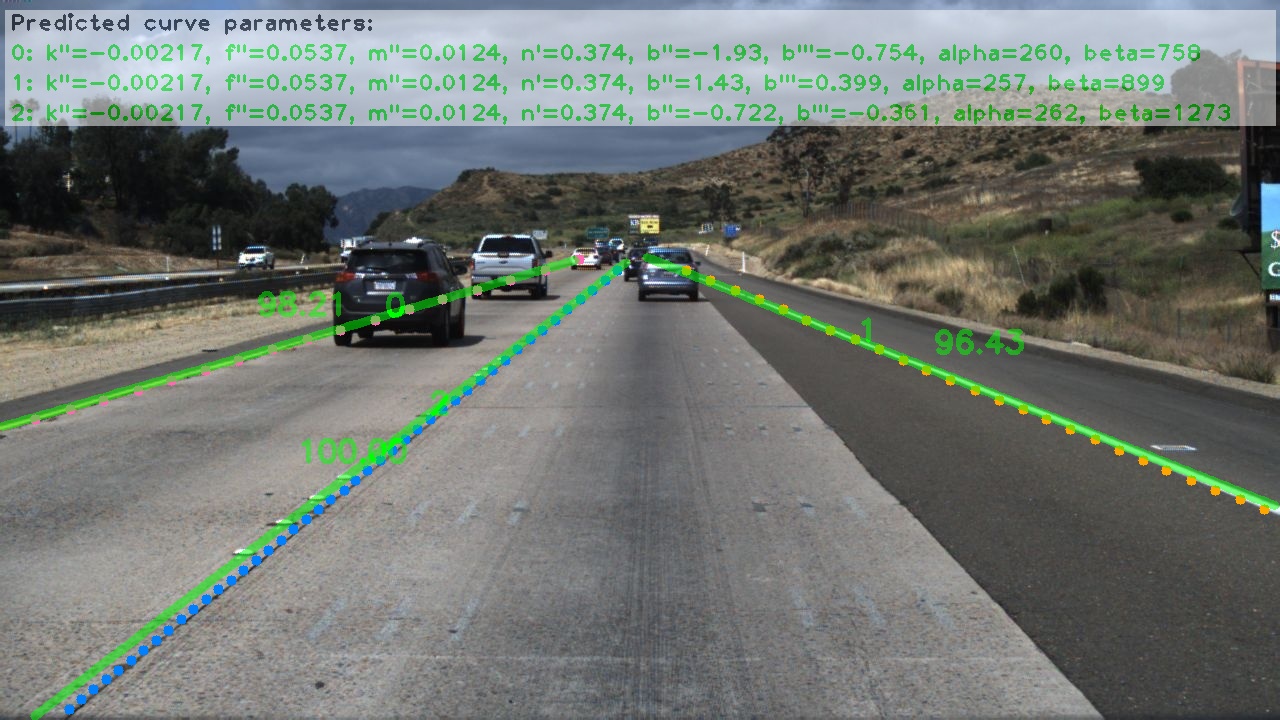 Predicted curve parameters:
0: k''=-0.00217, f''=0.0537, m''=0.0124, n'=0.374, b''=-1.93, b'''=-0.754, alpha=260, beta=758
1: k''=-0.00217, f''=0.0537, m''=0.0124, n'=0.374, b''=1.43, b'''=0.399, alpha=257, beta=899
2: k''=-0.00217, f''=0.0537, m''=0.0124, n'=0.374, b''=-0.722, b'''=-0.361, alpha=262, beta=1273
98.21 0
1 96.43
100.00